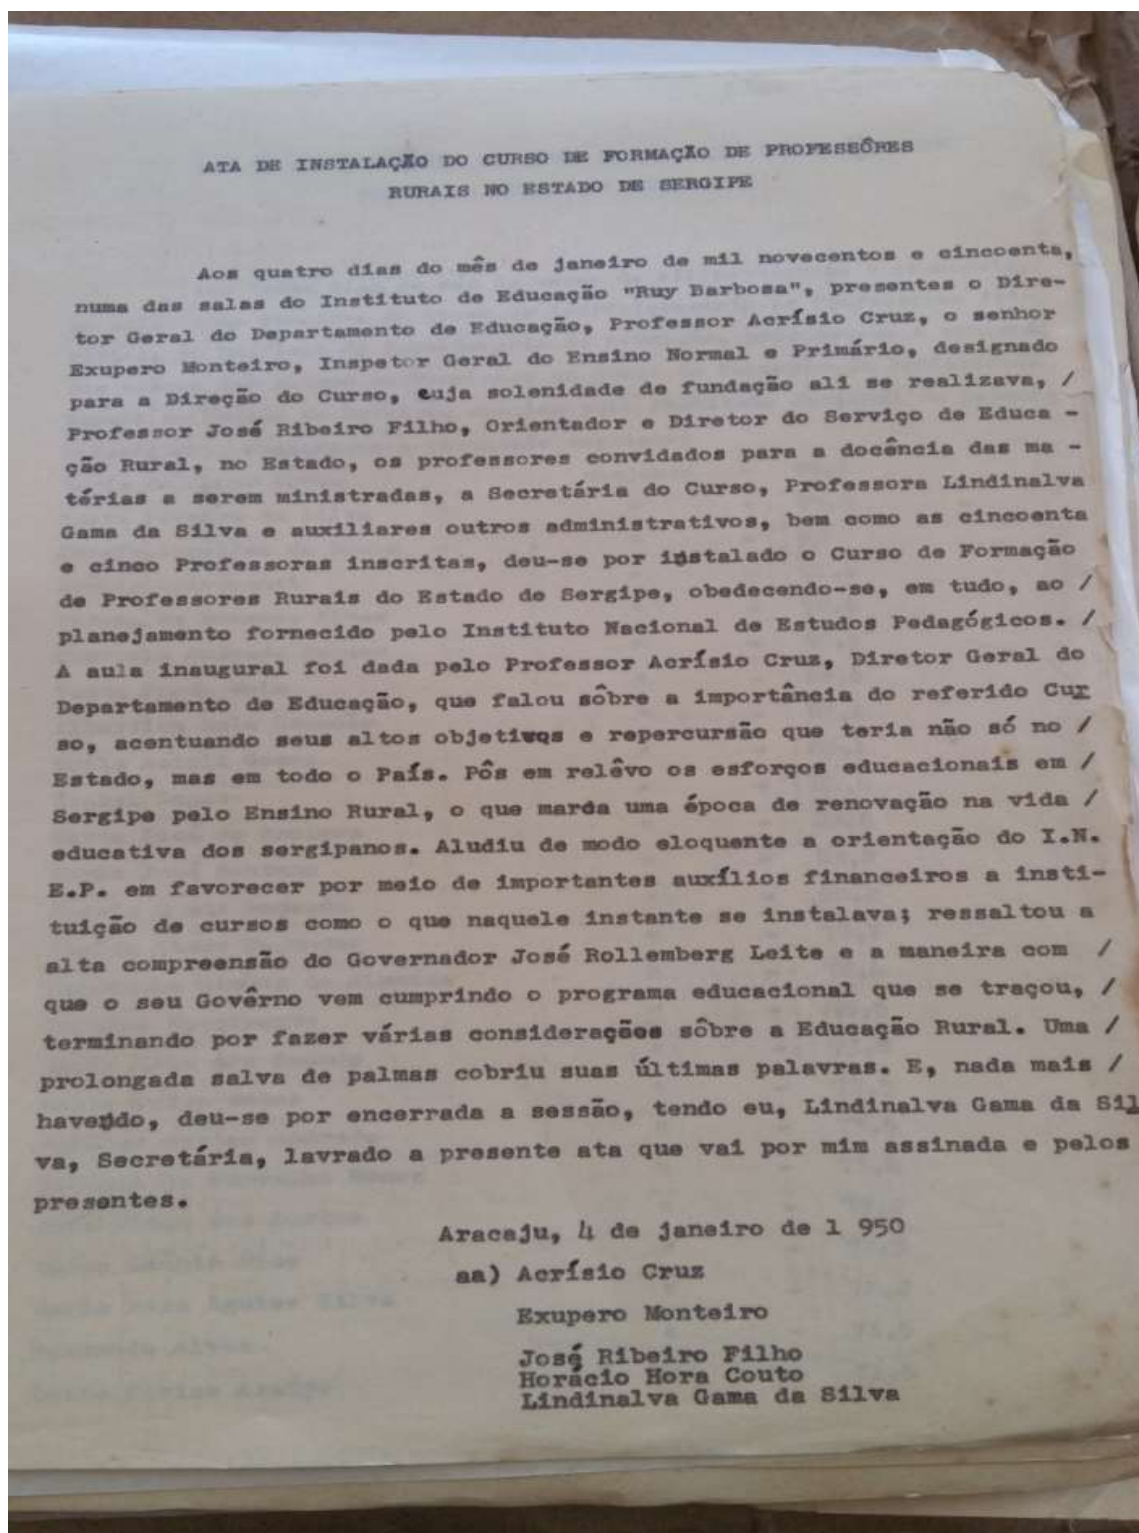 ATA DE INSTALAÇÃO DO CURSO DE FORMAÇÃO DE PROFESSÔRES
RURAIS NO ESTADO DE SERGIPE
Aos quatro dias do mês de janeiro de mil novecentos e cincoenta,
numa das salas do Instituto de Educação "Ruy Barbosa", presentes o Dire-
tor Geral do Departamento de Educação, Professor Acrísio Cruz, o senhor
Exupero Monteiro, Inspetor Geral do Ensino Normal e Primário, designado
para a Direção do Curso, cuja solenidade de fundação ali se realizava, /
Professor José Ribeiro Filho, Orientador e Diretor do Serviço de Educa -
ção Rural, no Estado, os professores convidados para a docência das ma -
térias a serem ministradas, a Secretária do Curso, Professora Lindinalva
Gama da Silva e auxiliares outros administrativos, bem como as cincoenta
e cinco Professoras inscritas, deu-se por instalado o Curso de Formação
de Professores Rurais do Estado de Sergipe, obedecendo-se, em tudo, ao /
planejamento fornecido pelo Instituto Nacional de Estudos Pedagógicos. /
A aula inaugural foi dada pelo Professor Acrísio Cruz, Diretor Geral do
Departamento de Educação, que falou sôbre a importância do referido Cur
so, acentuando seus altos objetivos e repercursão que teria não só no /
Estado, mas em todo o País. Pôs em relêvo os esforços educacionais em /
Sergipe pelo Ensino Rural, o que marca uma época de renovação na vida /
educativa dos sergipanos. Aludiu de modo eloquente a orientação do I.N.
E.P. em favorecer por meio de importantes auxílios financeiros a insti-
tuição de cursos como o que naquele instante se instalava; ressaltou a
alta compreensão do Governador José Rollemberg Leite e a maneira com /
que o seu Govêrno vem cumprindo o programa educacional que se traçou, /
terminando por fazer várias considerações sôbre a Educação Rural. Uma /
prolongada salva de palmas cobriu suas últimas palavras. E, nada mais /
havendo, deu-se por encerrada a sessão, tendo eu, Lindinalva Gama da Sil
va, Secretária, lavrado a presente ata que vai por mim assinada e pelos
presentes.
Aracaju, 4 de janeiro de 1 950
aa) Acrísio Cruz
Exupero Monteiro
José Ribeiro Filho
Horácio Hora Couto
Lindinalva Gama da Silva